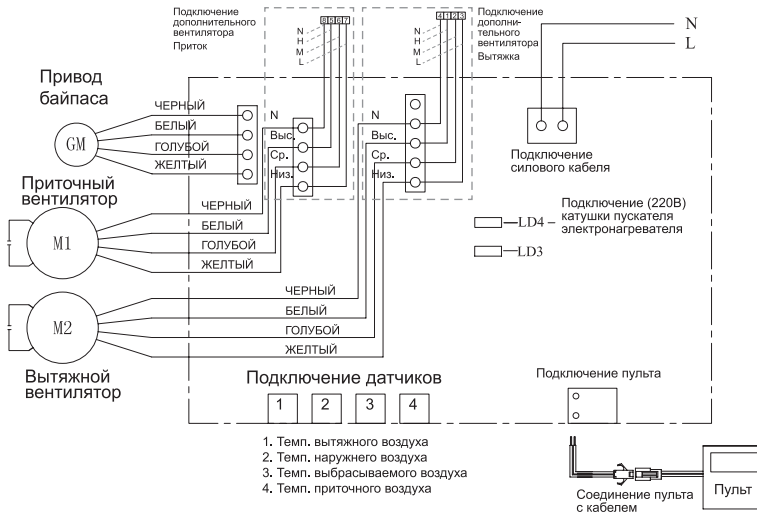 Подключение
дополнительного
вентилятора
Приток
N
H
M
L
8 5 6 7
N
H
M
L
4 1 2 3
Подключение
дополни-
тельного
вентилятора
Вытяжка
N
L
Привод
байпаса
GM
ЧЕРНЫЙ
БЕЛЫЙ
ГОЛУБОЙ
ЖЕЛТЫЙ
N
Выс.
Ср.
Низ.
N
Выс.
Ср.
Низ.
Подключение
силового кабеля
Приточный
вентилятор
M1
ЧЕРНЫЙ
БЕЛЫЙ
ГОЛУБОЙ
ЖЕЛТЫЙ
LD4
Подключение (220В)
катушки пускателя
электронагревателя
LD3
M2
ЧЕРНЫЙ
БЕЛЫЙ
ГОЛУБОЙ
ЖЕЛТЫЙ
Вытяжной
вентилятор
Подключение датчиков
1 2 3 4
1. Темп. вытяжного воздуха
2. Темп. наружнего воздуха
3. Темп. выбрасываемого воздуха
4. Темп. приточного воздуха
Подключение пульта
Соединение пульта
с кабелем
Пульт